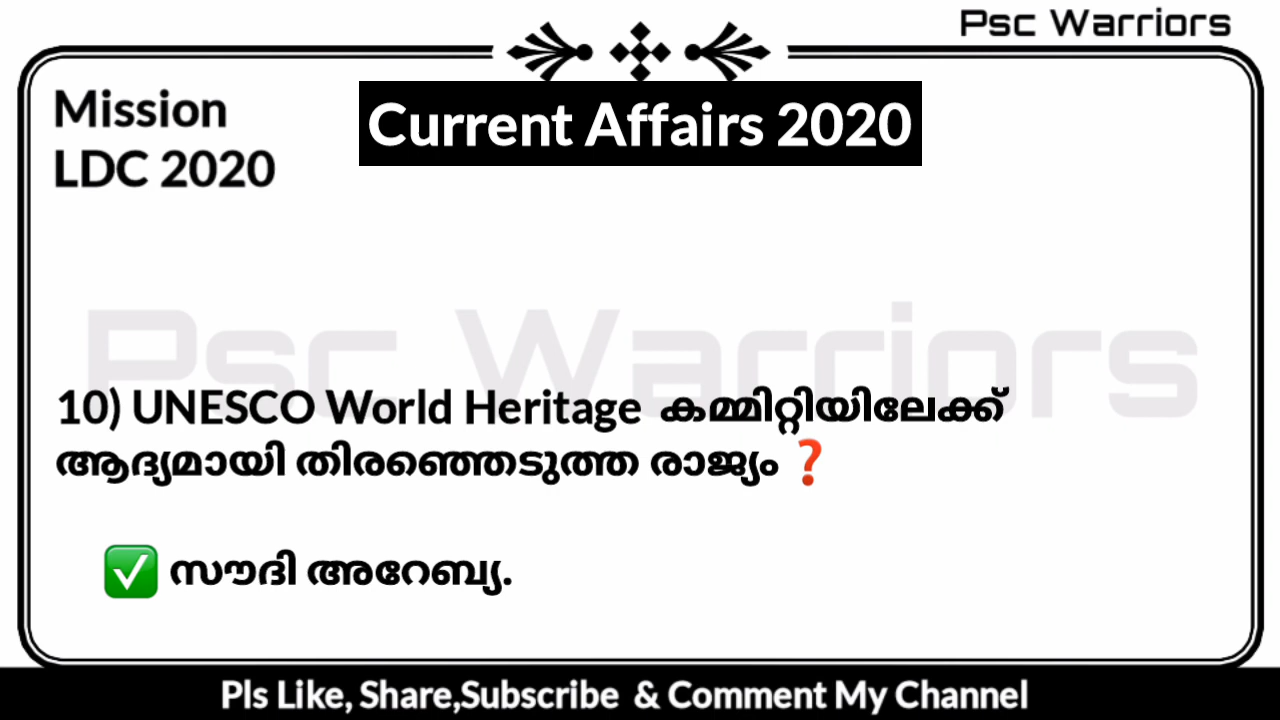 Psc Warriors
Mission
LDC 2020
Current Affairs 2020
Psc Warriors
10) UNESCO World Heritage കമ്മിറ്റിയിലേക്ക്
ആദ്യമായി തിരഞ്ഞെടുത്ത രാജ്യം ❓
✅ സൗദി അറേബ്യ.
Pls Like, Share,Subscribe & Comment My Channel